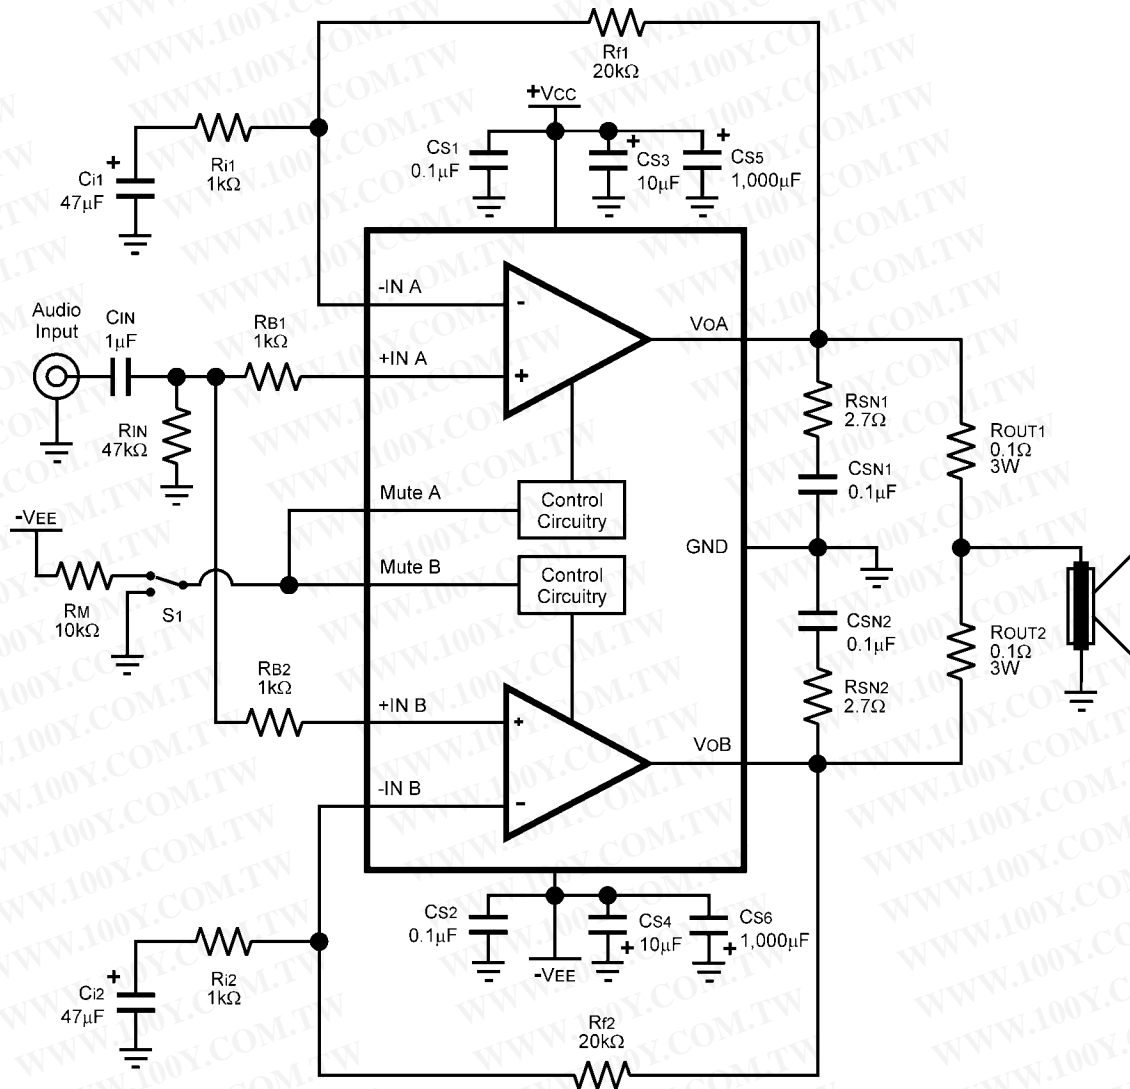 Rf1
20kΩ
+VCC
Ri1
1kΩ
Ci1
47μF
+
CS1
0.1μF
+
CS3
10μF
+
CS5
1,000μF
-IN A
-
Audio
Input
CIN
1μF
RB1
1kΩ
+IN A
+
VOA
RIN
47kΩ
RSN1
2.7Ω
ROUT1
0.1Ω
3W
CSN1
0.1μF
Mute A
Control
Circuitry
-VEE
GND
Mute B
Control
Circuitry
RM
10kΩ
S1
CSN2
0.1μF
ROUT2
0.1Ω
3W
RB2
1kΩ
RSN2
2.7Ω
+IN B
+
VOB
-IN B
-
CS2
0.1μF
CS4
10μF
+
CS6
1,000μF
+
-VEE
Ri2
1kΩ
Ci2
47μF
+
Rf2
20kΩ
WWW.100Y.COM.TW